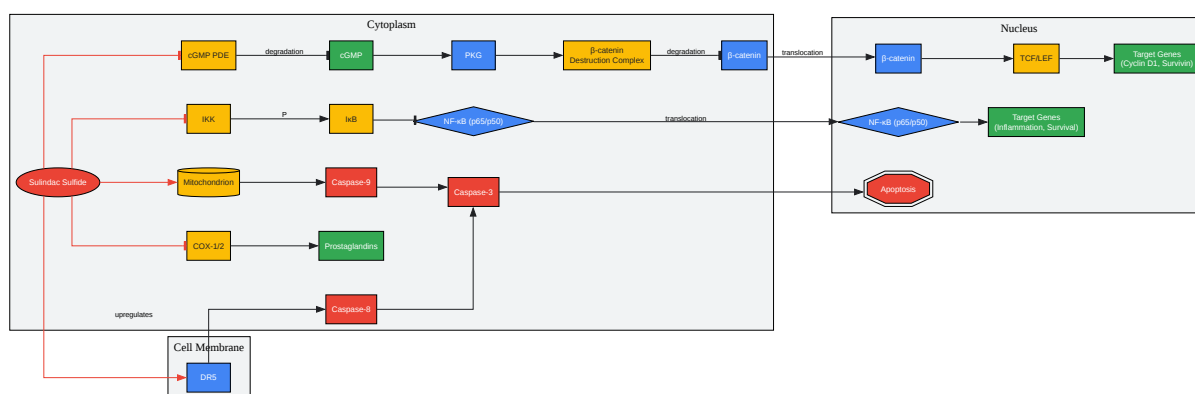 Cytoplasm
Nucleus
cGMP PDE
degradation
cGMP
PKG
β-catenin
Destruction Complex
degradation
β-catenin
translocation
β-catenin
TCF/LEF
Target Genes
(Cyclin D1, Survivin)
IKK
P
IκB
NF-κB (p65/p50)
translocation
NF-κB (p65/p50)
Target Genes
(Inflammation, Survival)
Sulindac Sulfide
Mitochondrion
Caspase-9
Caspase-3
Apoptosis
COX-1/2
Prostaglandins
Caspase-8
upregulates
Cell Membrane
DR5